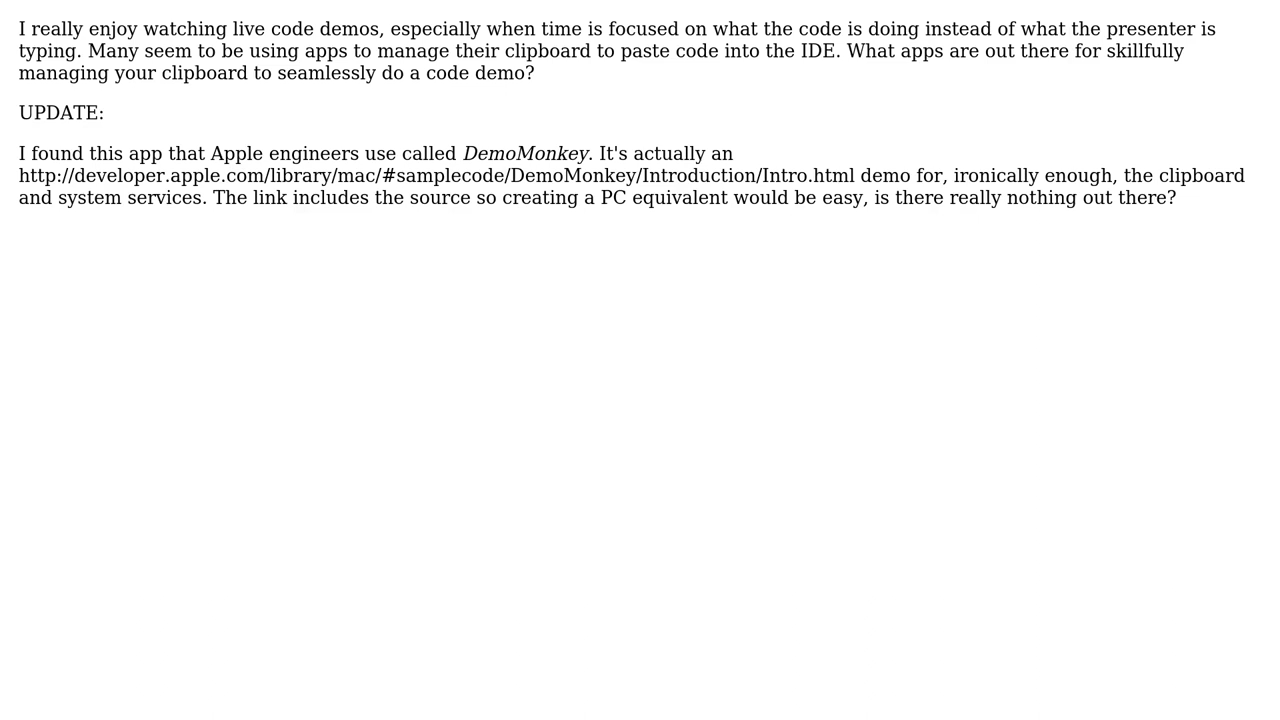 I really enjoy watching live code demos, especially when time is focused on what the code is doing instead of what the presenter is
typing. Many seem to be using apps to manage their clipboard to paste code into the IDE. What apps are out there for skillfully
managing your clipboard to seamlessly do a code demo?
UPDATE:
I found this app that Apple engineers use called DemoMonkey. It's actually an
http://developer.apple.com/library/mac/#samplecode/DemoMonkey/Introduction/Intro.html demo for, ironically enough, the clipboard
and system services. The link includes the source so creating a PC equivalent would be easy, is there really nothing out there?